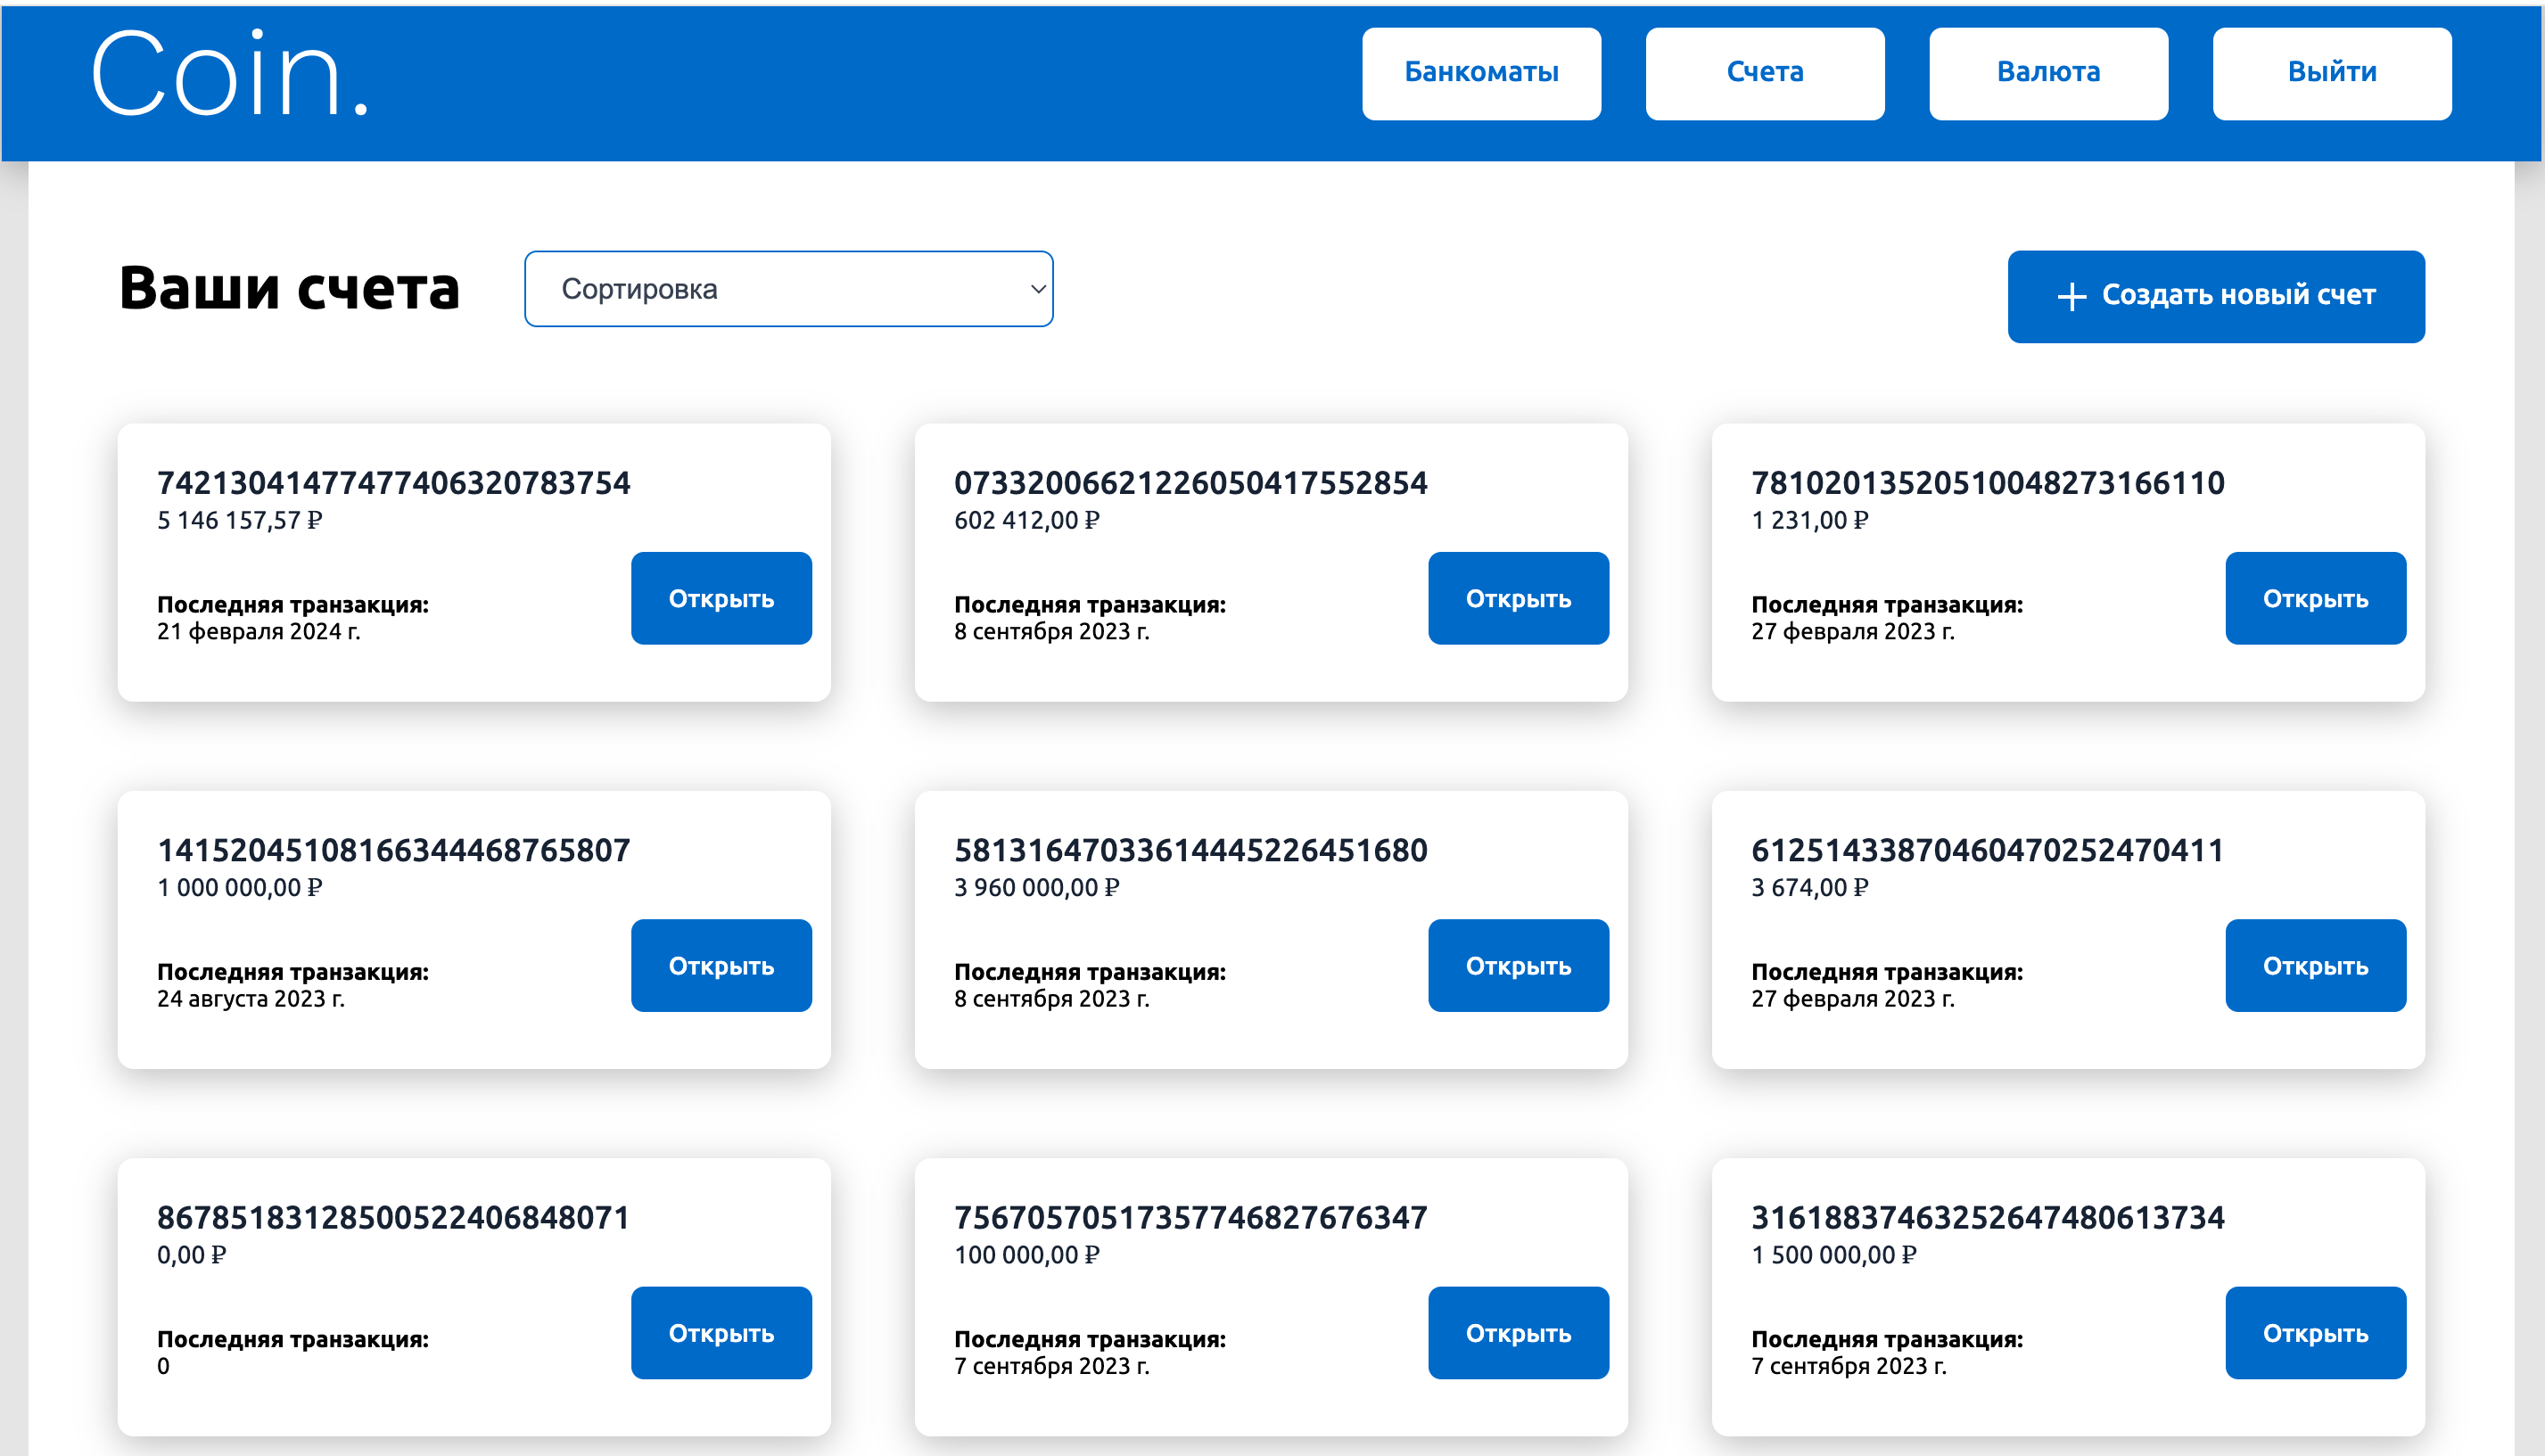 Coin.
Банкоматы
Счета
Валюта
Выйти
Ваши счета
Сортировка
+ Создать новый счет
74213041477477406320783754
5 146 157,57 ₽
Последняя транзакция:
21 февраля 2024 г.
Открыть
07332006621226050417552854
602 412,00 ₽
Последняя транзакция:
8 сентября 2023 г.
Открыть
78102013520510048273166110
1 231,00 ₽
Последняя транзакция:
27 февраля 2023 г.
Открыть
14152045108166344468765807
1 000 000,00 ₽
Последняя транзакция:
24 августа 2023 г.
Открыть
58131647033614445226451680
3 960 000,00 ₽
Последняя транзакция:
8 сентября 2023 г.
Открыть
61251433870460470252470411
3 674,00 ₽
Последняя транзакция:
27 февраля 2023 г.
Открыть
86785183128500522406848071
0,00 ₽
Последняя транзакция:
0
Открыть
75670570517357746827676347
100 000,00 ₽
Последняя транзакция:
7 сентября 2023 г.
Открыть
31618837463252647480613734
1 500 000,00 ₽
Последняя транзакция:
7 сентября 2023 г.
Открыть